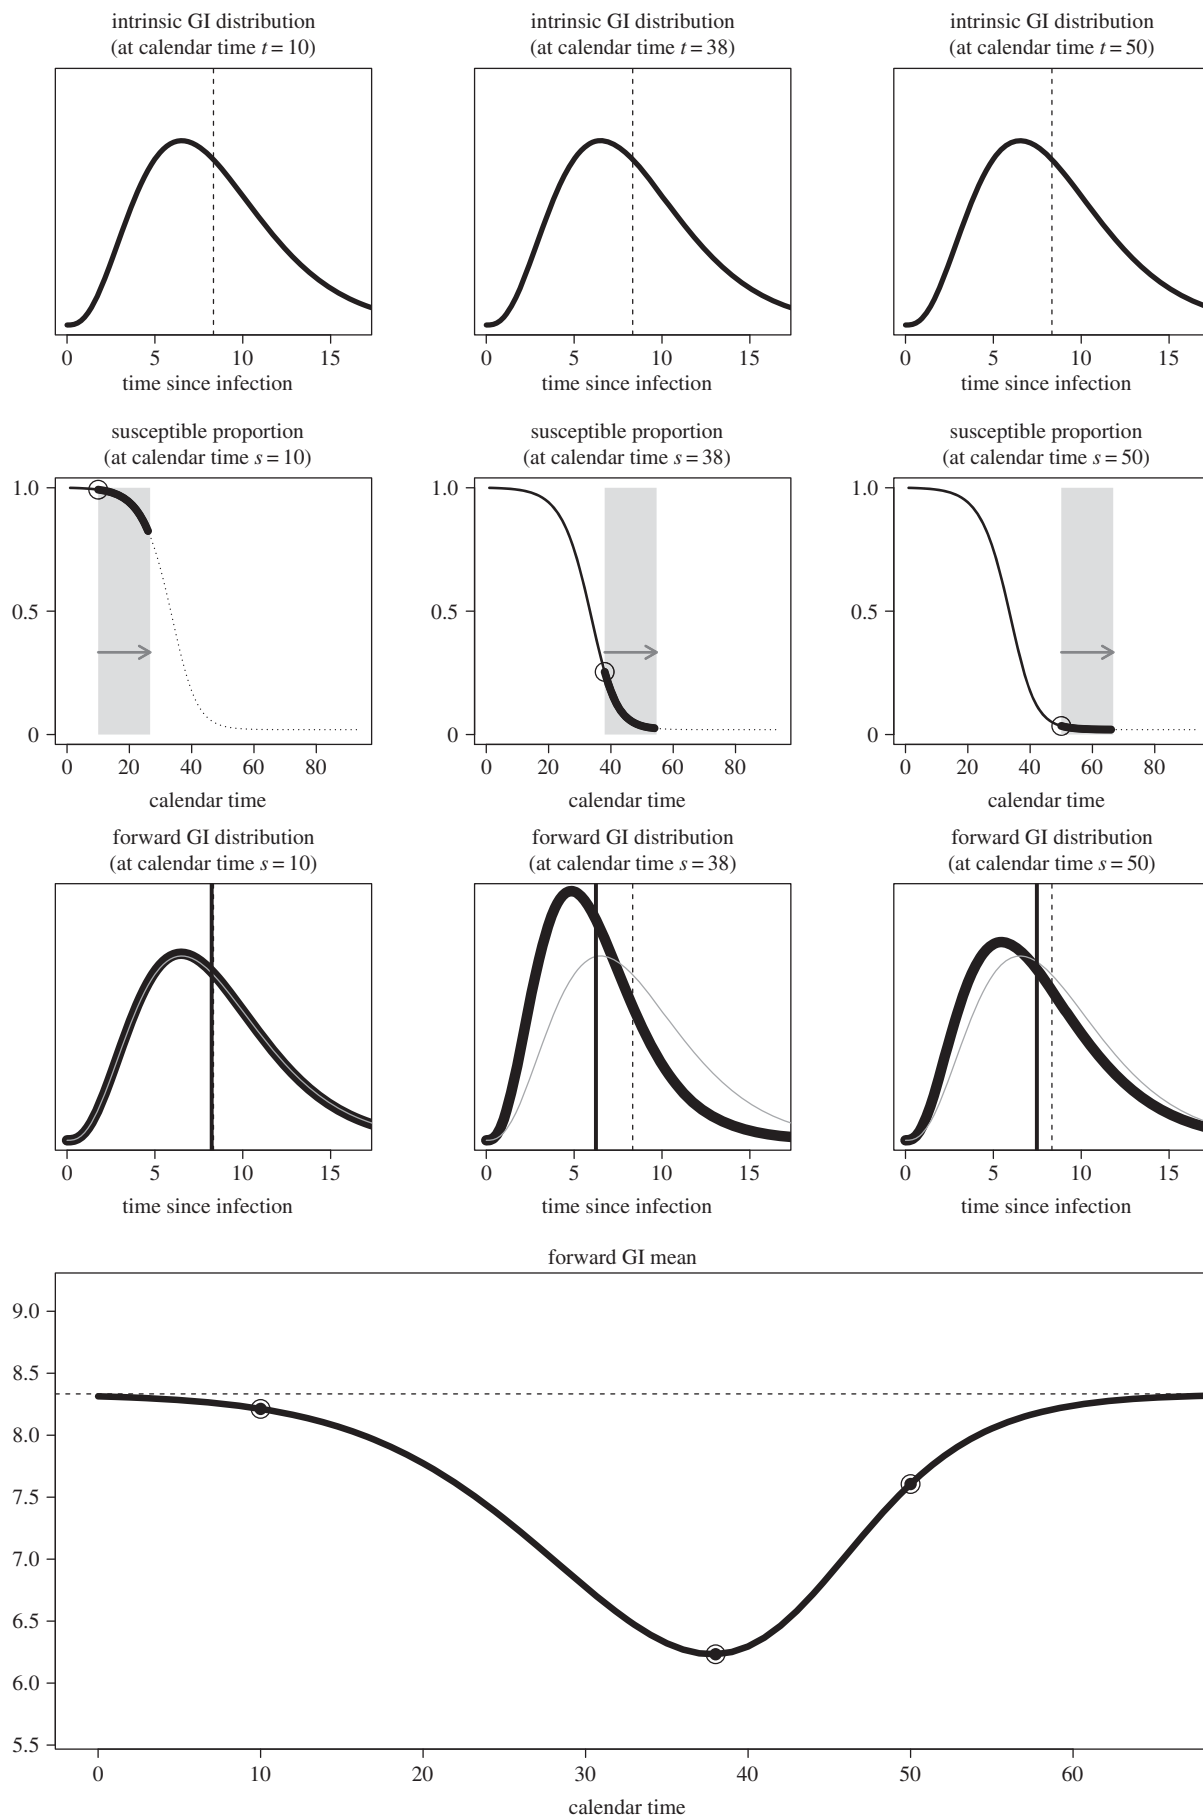 intrinsic GI distribution
(at calendar time t = 10)
intrinsic GI distribution
(at calendar time t = 38)
intrinsic GI distribution
(at calendar time t = 50)
0 5 10 15
time since infection
0 5 10 15
time since infection
0 5 10 15
time since infection
susceptible proportion
(at calendar time s = 10)
susceptible proportion
(at calendar time s = 38)
susceptible proportion
(at calendar time s = 50)
1.0
0.5
0
0 20 40 60 80
calendar time
1.0
0.5
0
0 20 40 60 80
calendar time
1.0
0.5
0
0 20 40 60 80
calendar time
forward GI distribution
(at calendar time s = 10)
forward GI distribution
(at calendar time s = 38)
forward GI distribution
(at calendar time s = 50)
0 5 10 15
time since infection
0 5 10 15
time since infection
0 5 10 15
time since infection
forward GI mean
9.0
8.5
8.0
7.5
7.0
6.5
6.0
5.5
0 10 20 30 40 50 60
calendar time